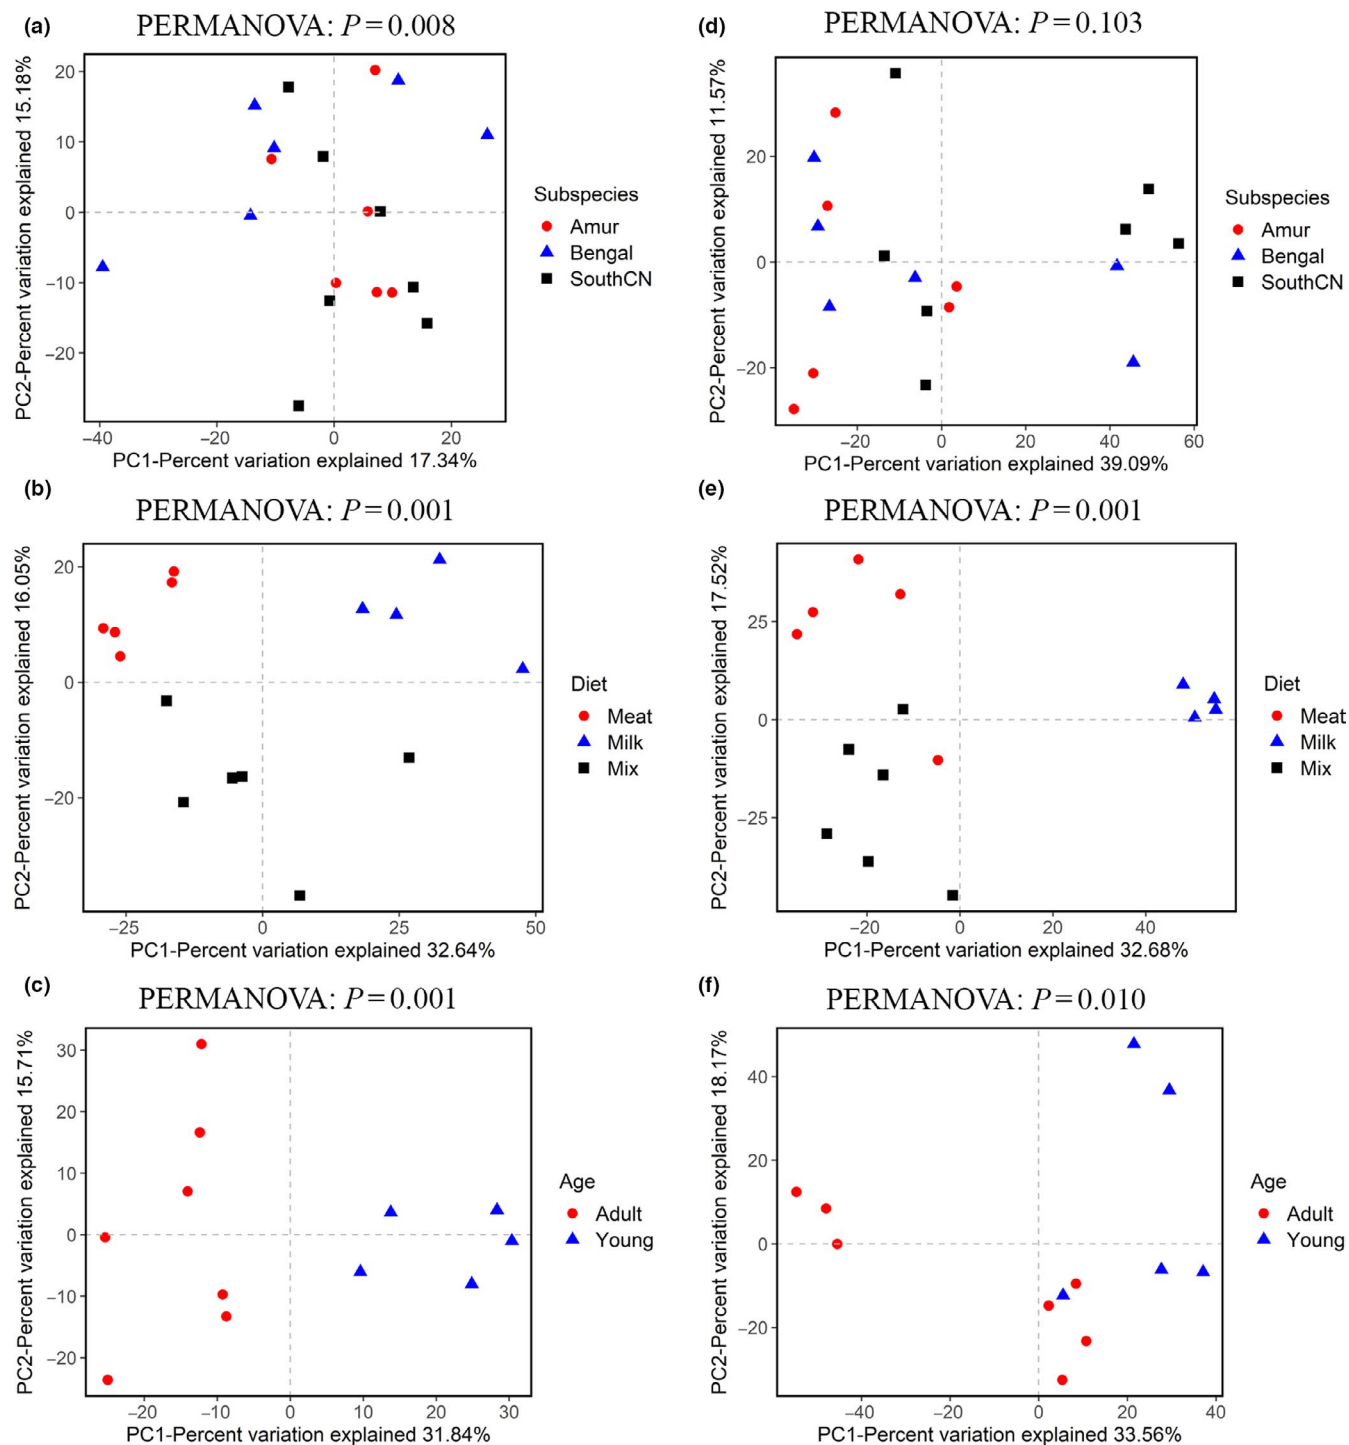 (a)
PERMANOVA: P = 0.008
PC2-Percent variation explained 15.18%
20
10
0
−10
−20
−40
−20
0
20
PC1-Percent variation explained 17.34%
Subspecies
Amur
Bengal
SouthCN
(d)
PERMANOVA: P = 0.103
PC2-Percent variation explained 11.57%
20
0
−20
−20
0
20
40
60
PC1-Percent variation explained 39.09%
Subspecies
Amur
Bengal
SouthCN
(b)
PERMANOVA: P = 0.001
PC2-Percent variation explained 16.05%
20
0
−20
−25
0
25
50
PC1-Percent variation explained 32.64%
Diet
Meat
Milk
Mix
(e)
PERMANOVA: P = 0.001
PC2-Percent variation explained 17.52%
25
0
−25
−20
0
20
40
PC1-Percent variation explained 32.68%
Diet
Meat
Milk
Mix
(c)
PERMANOVA: P = 0.001
PC2-Percent variation explained 15.71%
30
20
10
0
−10
−20
−20
−10
0
10
20
30
PC1-Percent variation explained 31.84%
Age
Adult
Young
(f)
PERMANOVA: P = 0.010
PC2-Percent variation explained 18.17%
40
20
0
−20
−40
−20
0
20
40
PC1-Percent variation explained 33.56%
Age
Adult
Young